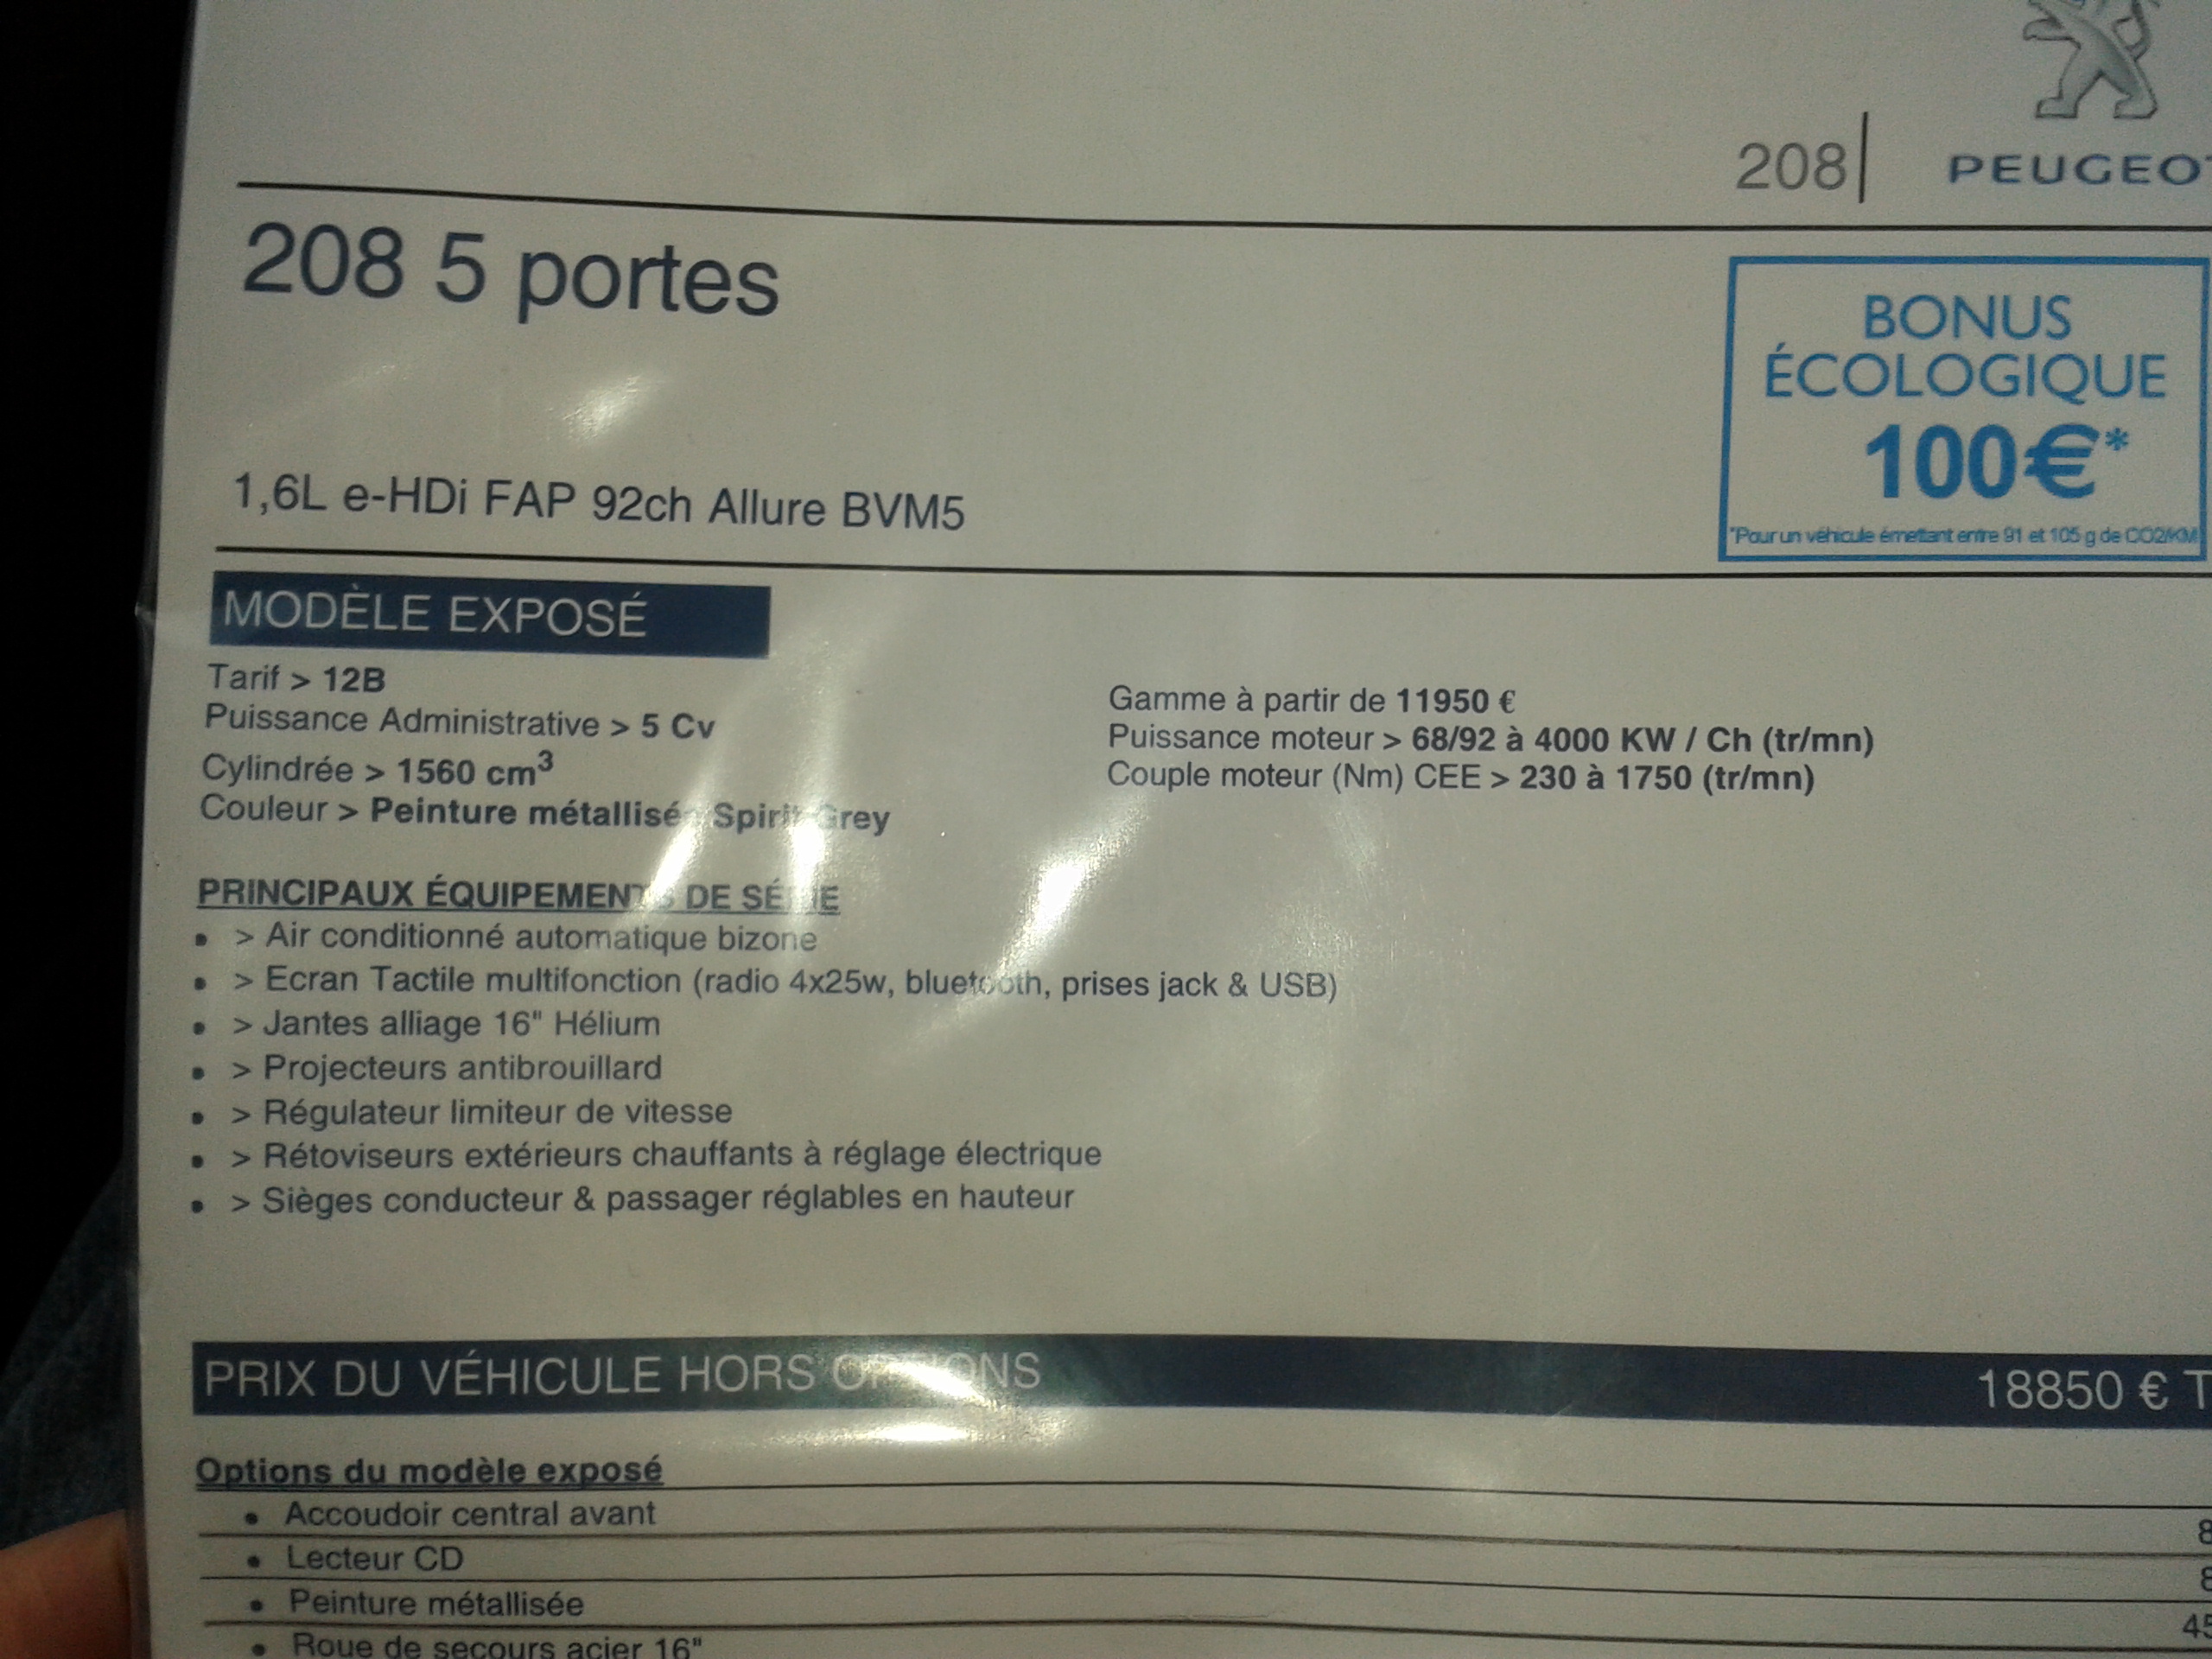 208
PEUGEO
208 5 portes
BONUS
ÉCOLOGIQUE
100€*
*Pour un véhicule émettant entre 91 et 105 g de CO2/KM
1,6L e-HDi FAP 92ch Allure BVM5
MODÈLE EXPOSÉ
Tarif > 12B
Puissance Administrative > 5 Cv
Cylindrée > 1560 cm³
Couleur > Peinture métallisée Spirit Grey
Gamme à partir de 11950 €
Puissance moteur > 68/92 à 4000 KW / Ch (tr/mn)
Couple moteur (Nm) CEE > 230 à 1750 (tr/mn)
PRINCIPAUX ÉQUIPEMENTS DE SÉRIE
• > Air conditionné automatique bizone
• > Ecran Tactile multifonction (radio 4x25w, bluetooth, prises jack & USB)
• > Jantes alliage 16" Hélium
• > Projecteurs antibrouillard
• > Régulateur limiteur de vitesse
• > Rétoviseurs extérieurs chauffants à réglage électrique
• > Sièges conducteur & passager réglables en hauteur
PRIX DU VÉHICULE HORS OPTIONS 18850 € T
Options du modèle exposé
• Accoudoir central avant 8
• Lecteur CD 8
• Peinture métallisée 45
• Roue de secours acier 16"